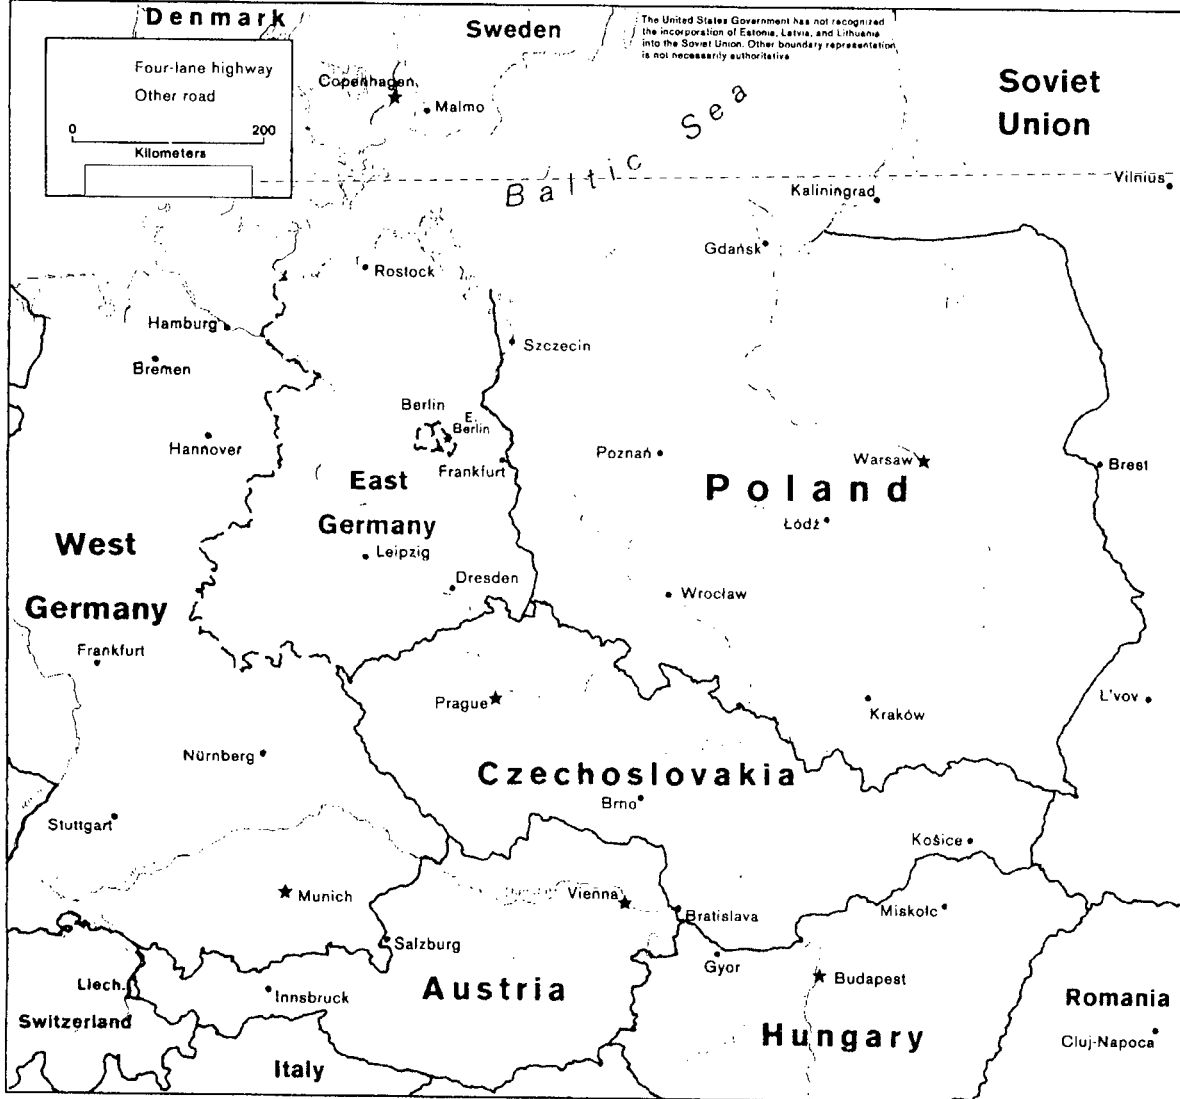 Denmark
Sweden
The United States Government has not recognized
the incorporation of Estonia, Latvia, and Lithuania
into the Soviet Union. Other boundary representation
is not necessarily authoritative
Four-lane highway
Other road
0 200
Kilometers
Copenhagen
Malmo
Baltic Sea
Soviet
Union
Vilnius
Kaliningrad
Gdańsk
Rostock
Hamburg
Szczecin
Bremen
Berlin
E.
Berlin
Hannover
Frankfurt
Poznań
Warsaw
Brest
East
Germany
Poland
Łódź
West
Germany
Leipzig
Dresden
Wrocław
Frankfurt
Prague
Kraków
L'vov
Nürnberg
Czechoslovakia
Brno
Stuttgart
Košice
Munich
Vienna
Bratislava
Miskolc
Salzburg
Gyor
Liech.
Innsbruck
Austria
Budapest
Romania
Switzerland
Hungary
Cluj-Napoca
Italy